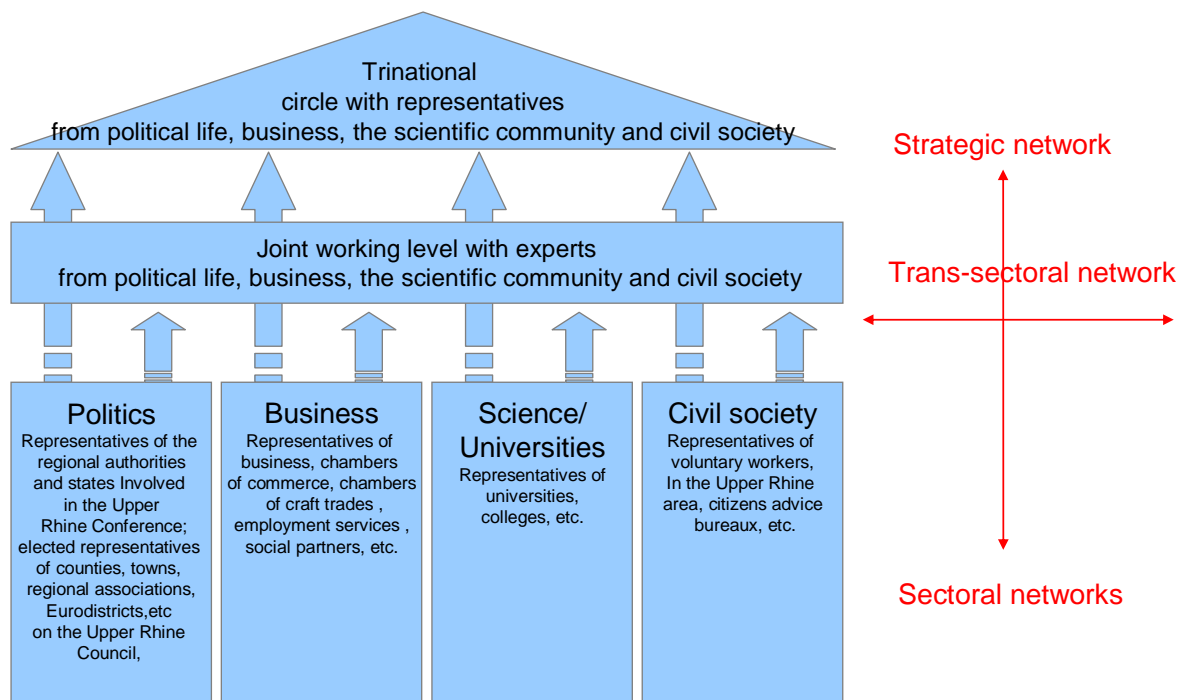 Trinational
circle with representatives
from political life, business, the scientific community and civil society
Strategic network
Joint working level with experts
from political life, business, the scientific community and civil society
Trans-sectoral network
Politics
Representatives of the
regional authorities
and states Involved
in the Upper
Rhine Conference;
elected representatives
of counties, towns,
regional associations,
Eurodistricts,etc
on the Upper Rhine
Council,
Business
Representatives of
business, chambers
of commerce, chambers
of craft trades ,
employment services ,
social partners, etc.
Science/
Universities
Representatives of
universities,
colleges, etc.
Civil society
Representatives of
voluntary workers,
In the Upper Rhine
area, citizens advice
bureaux, etc.
Sectoral networks